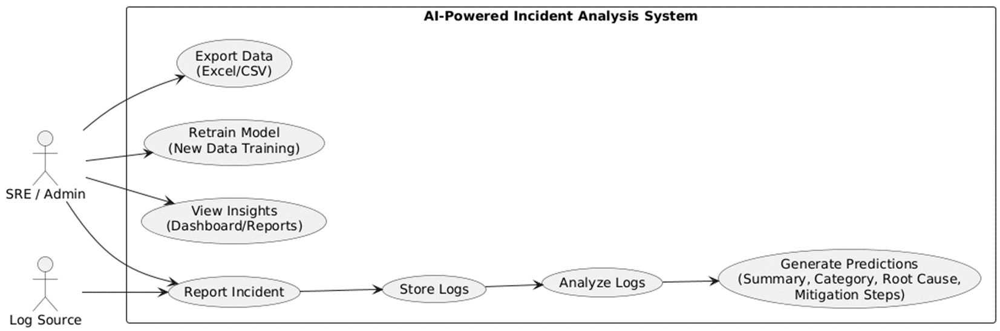 AI-Powered Incident Analysis System
Export Data
(Excel/CSV)
Retrain Model
(New Data Training)
SRE / Admin
View Insights
(Dashboard/Reports)
Log Source
Report Incident
Store Logs
Analyze Logs
Generate Predictions
(Summary, Category, Root Cause,
Mitigation Steps)